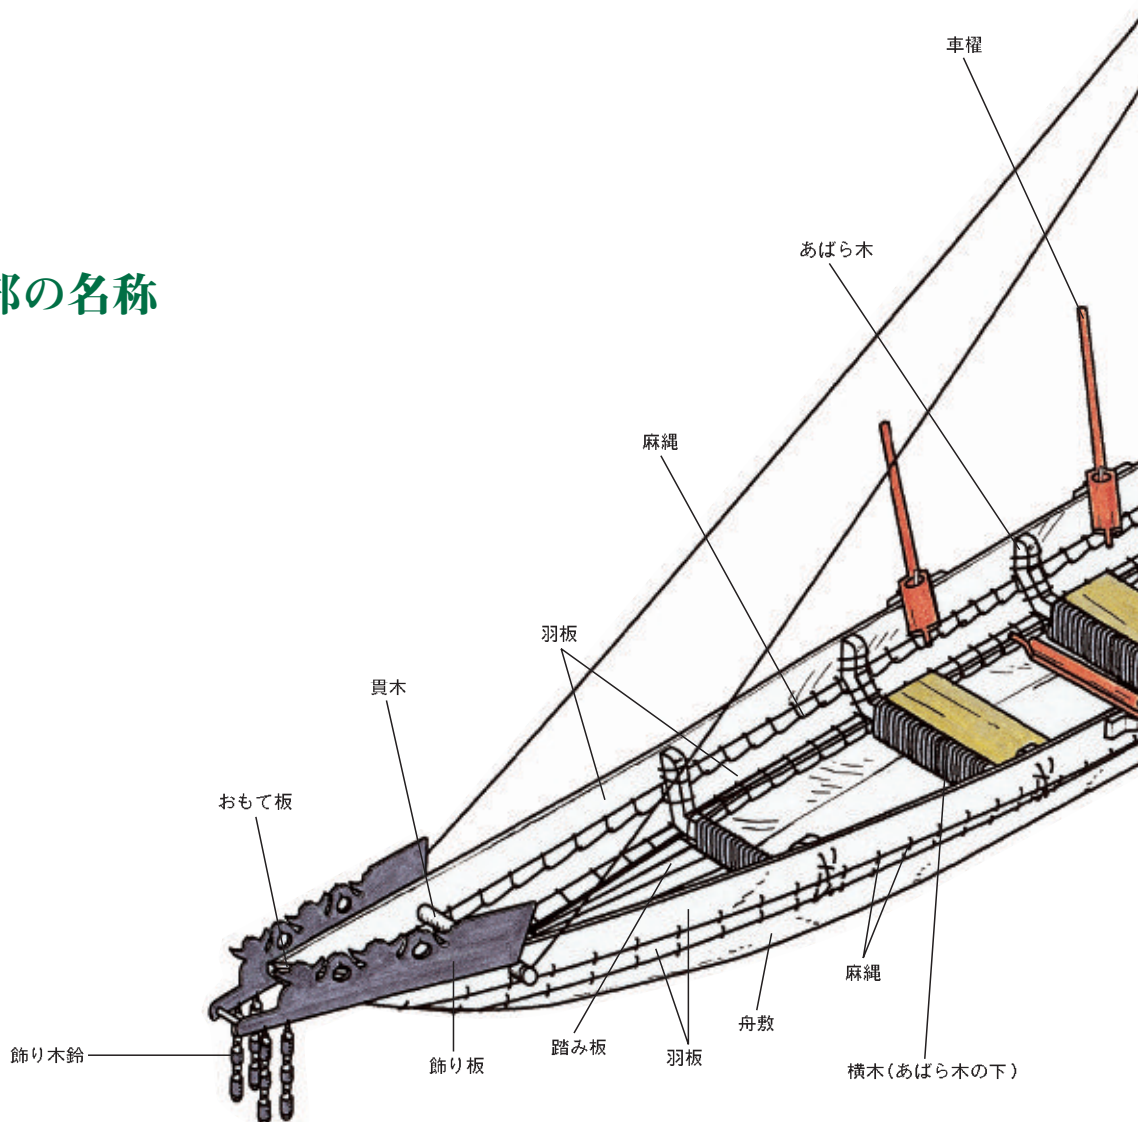 車櫂
あばら木
部の名称
麻縄
羽板
貫木
おもて板
麻縄
舟敷
踏み板
羽板
飾り木鈴
飾り板
横木(あばら木の下)